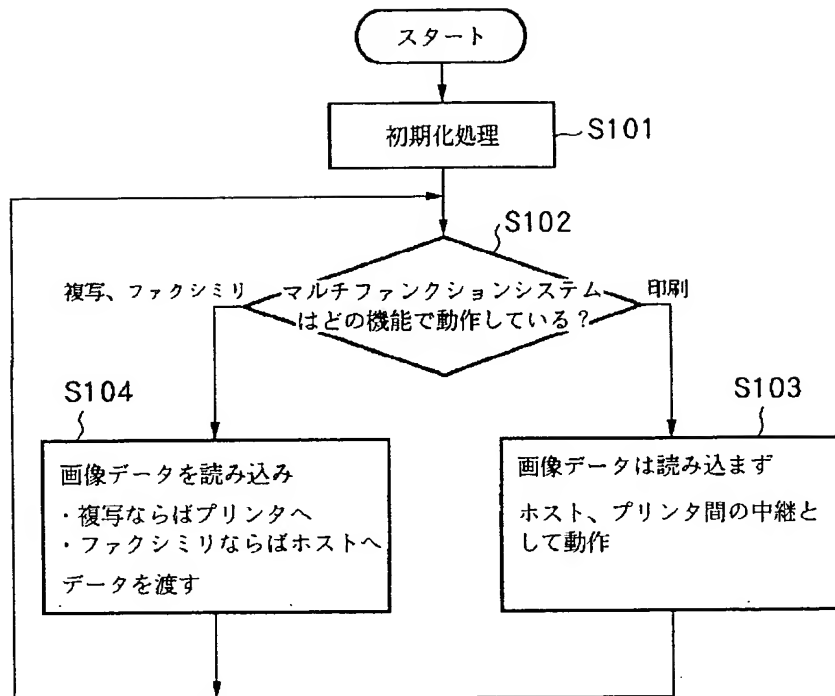 スタート
初期化処理
S101
S102
複写、ファクシミリ
マルチファンクションシステム
はどの機能で動作している?
印刷
S104
画像データを読み込み
・複写ならばプリンタへ
・ファクシミリならばホストへ
データを渡す
S103
画像データは読み込まず
ホスト、プリンタ間の中継と
して動作